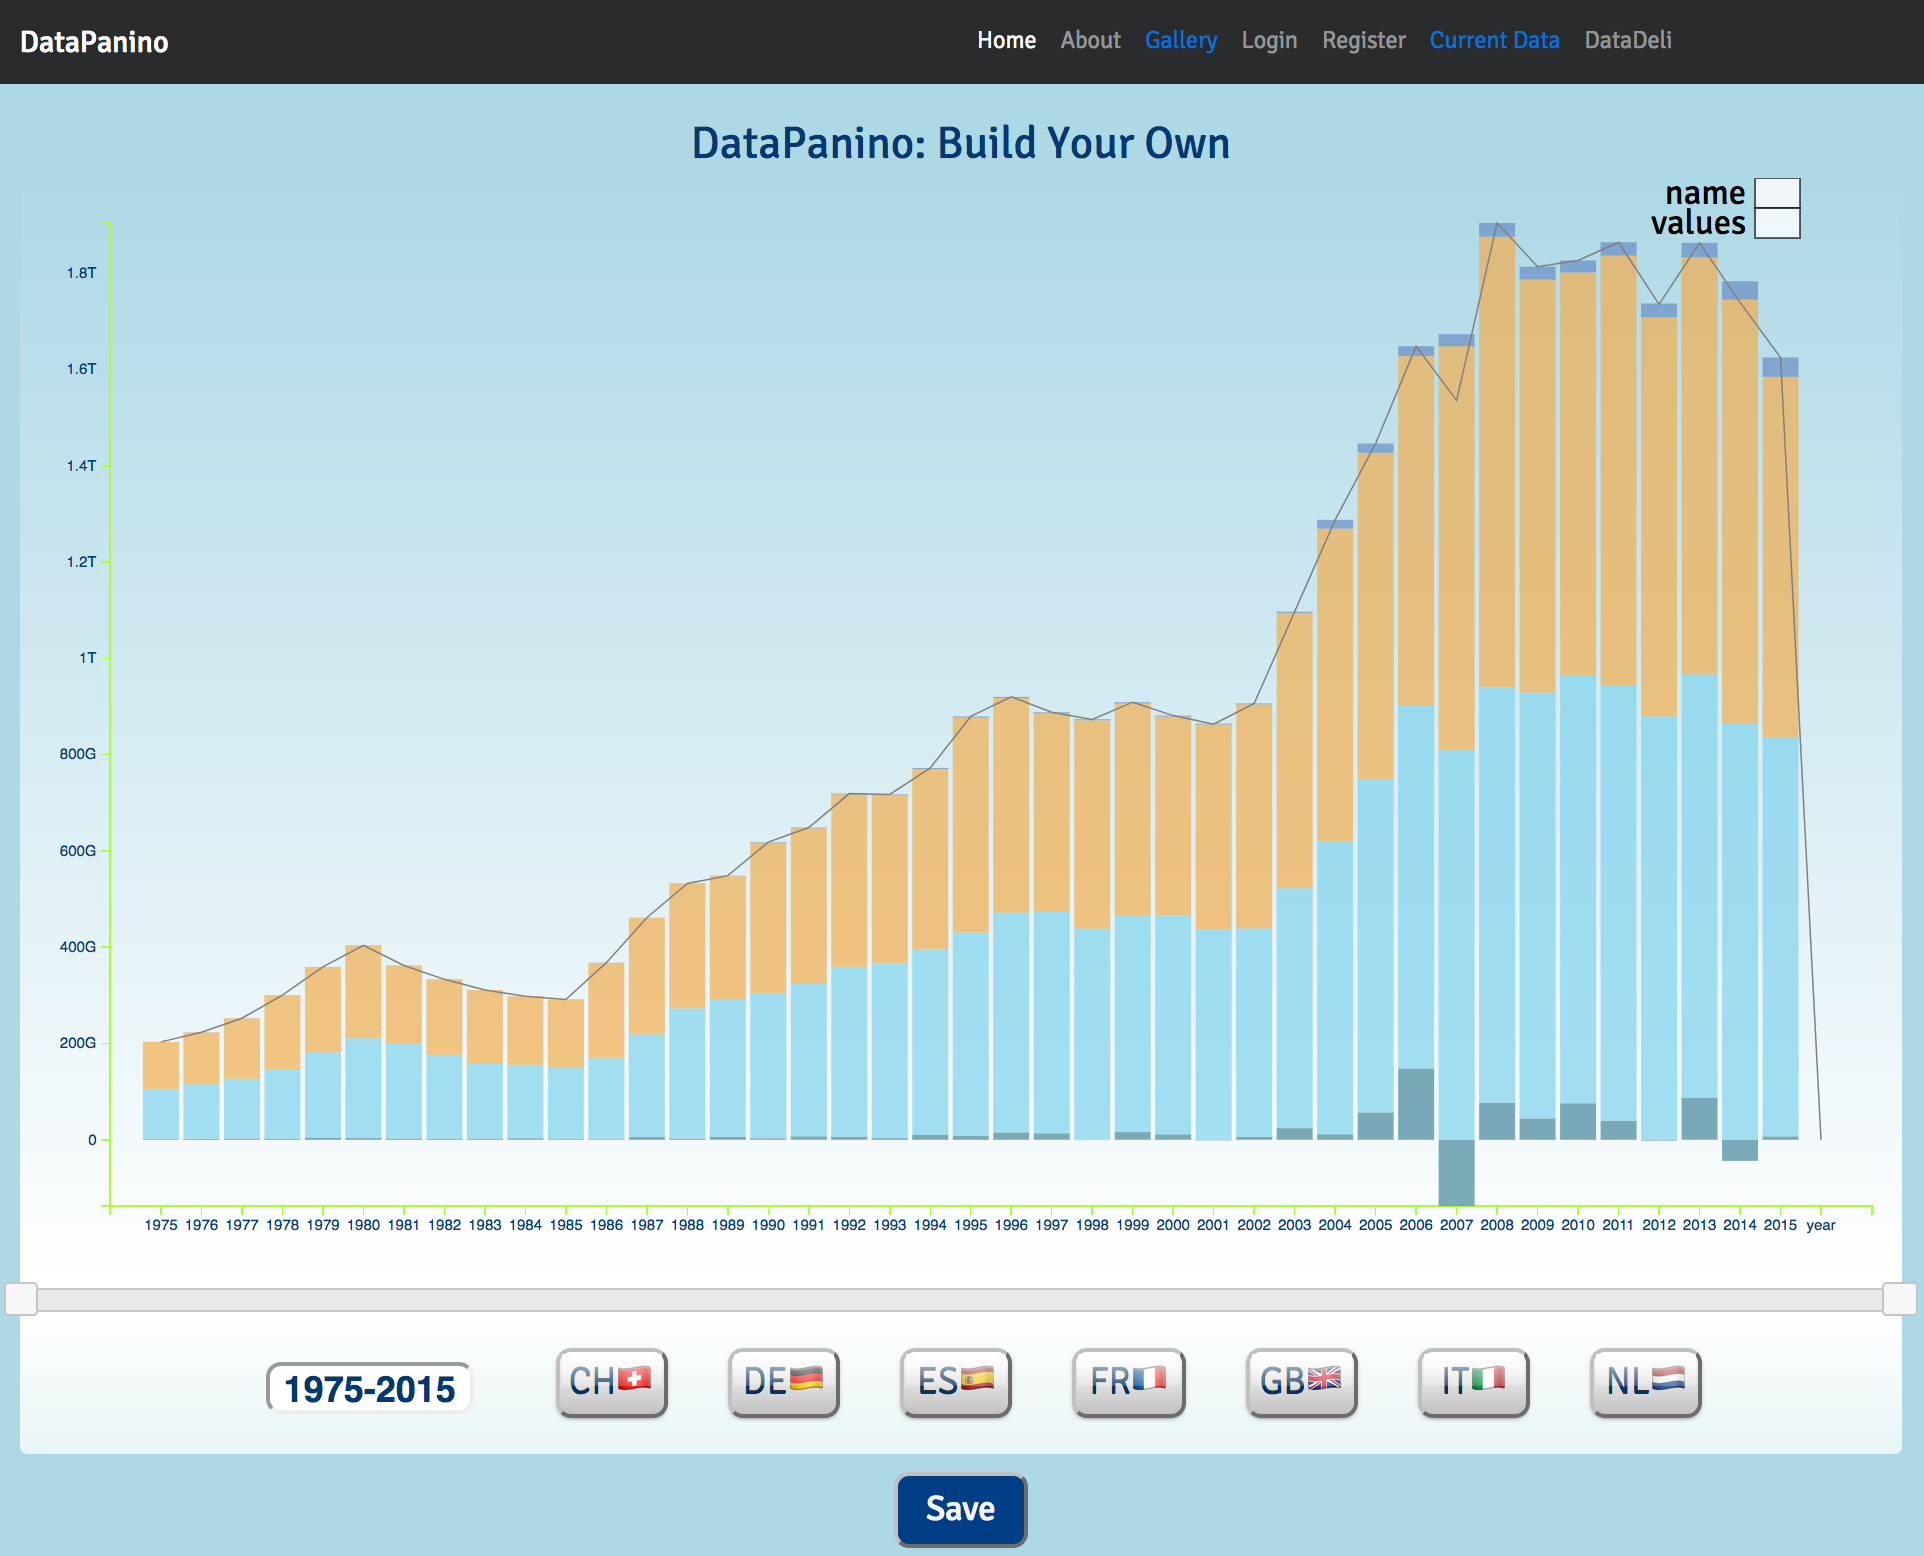 DataPanino
Home About Gallery Login Register Current Data DataDeli
DataPanino: Build Your Own
name
values
1.8T
1.6T
1.4T
1.2T
1T
800G
600G
400G
200G
0
1975 1976 1977 1978 1979 1980 1981 1982 1983 1984 1985 1986 1987 1988 1989 1990 1991 1992 1993 1994 1995 1996 1997 1998 1999 2000 2001 2002 2003 2004 2005 2006 2007 2008 2009 2010 2011 2012 2013 2014 2015 year
1975-2015 CH DE ES FR GB IT NL
Save